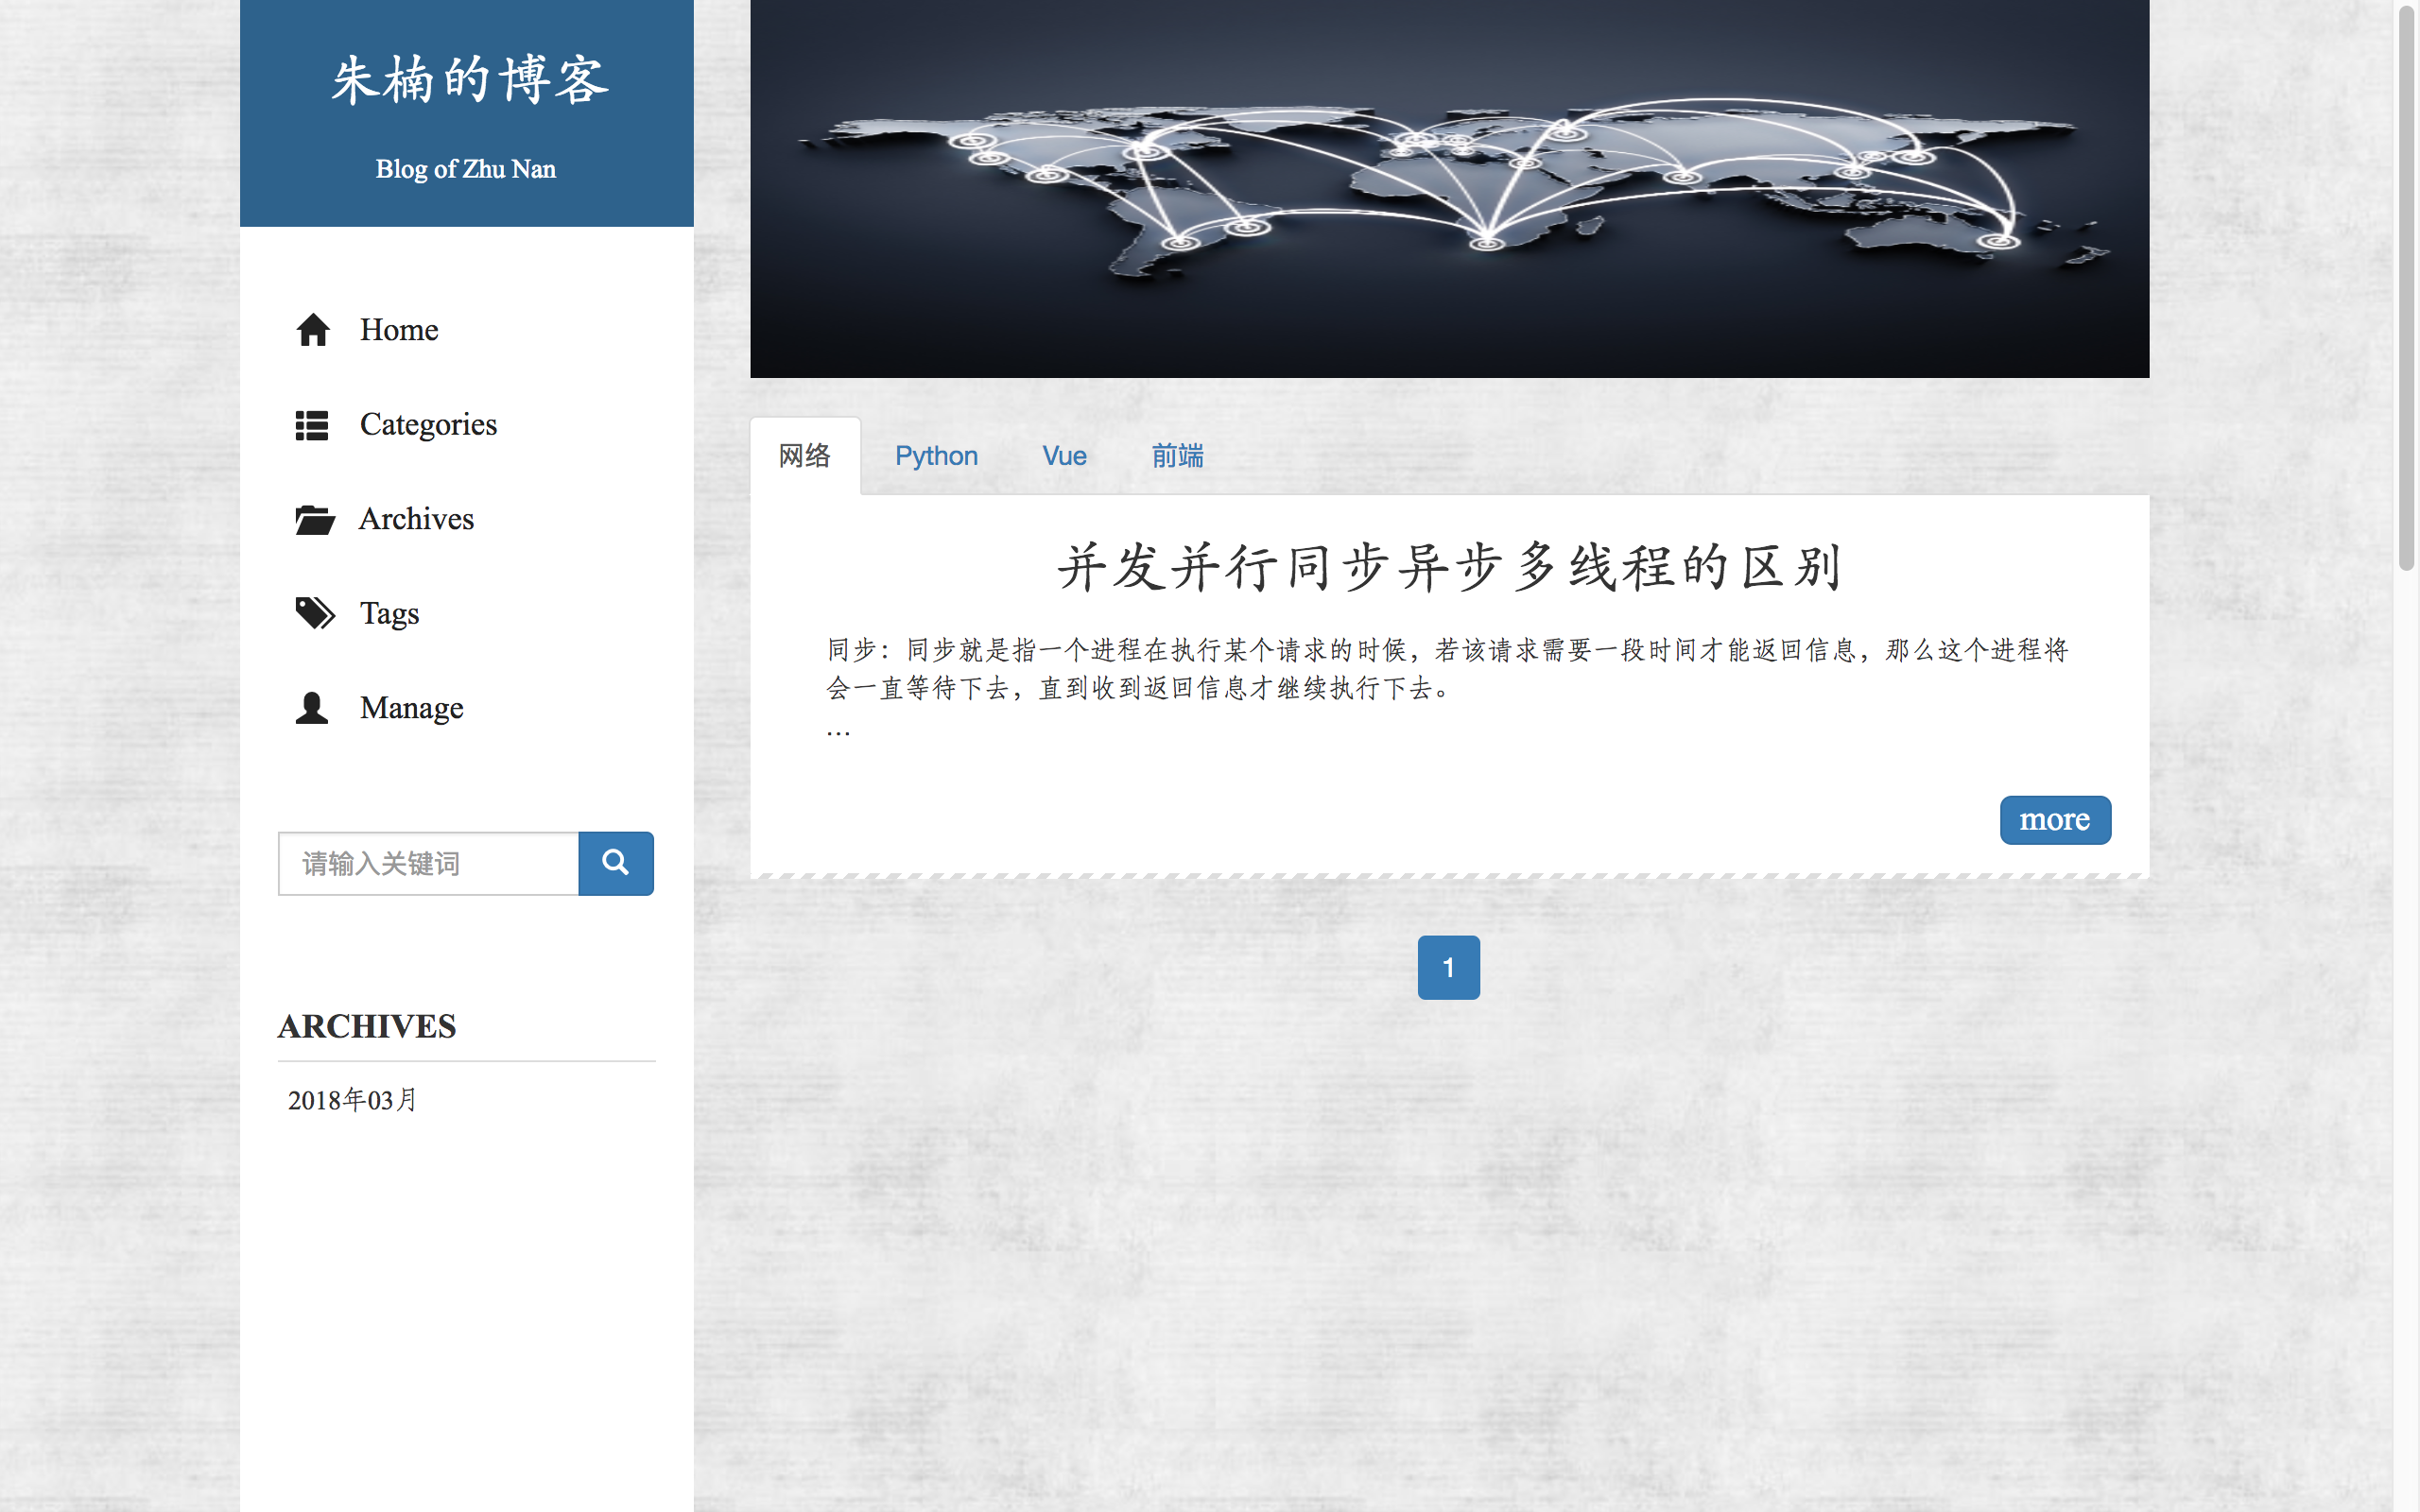 朱楠的博客
Blog of Zhu Nan
Home
Categories
Archives
Tags
Manage
请输入关键词
ARCHIVES
2018年03月
网络 Python Vue 前端
并发并行同步异步多线程的区别
同步：同步就是指一个进程在执行某个请求的时候，若该请求需要一段时间才能返回信息，那么这个进程将
会一直等待下去，直到收到返回信息才继续执行下去。
...
more
1